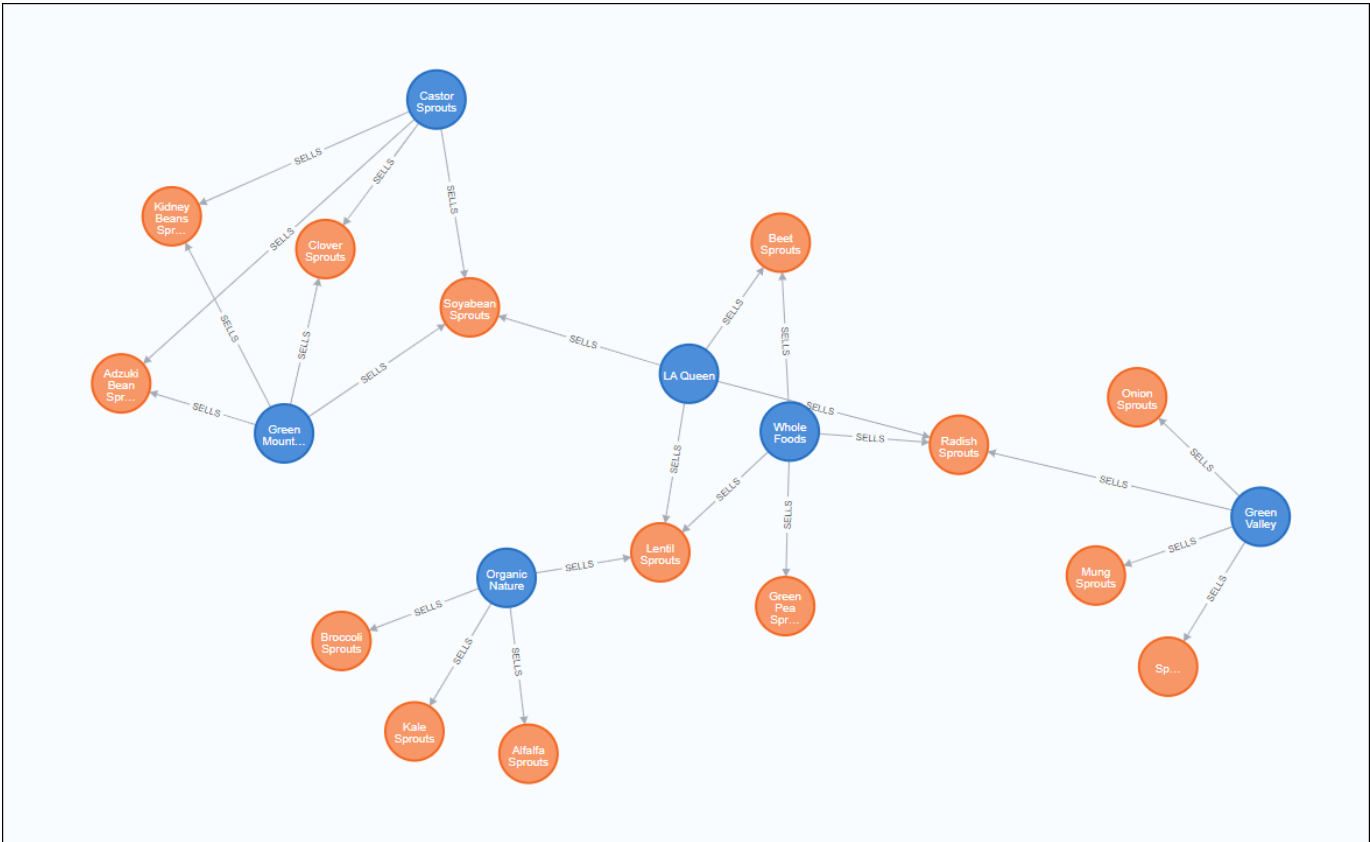 Castor
Sprouts
SELLS
SELLS
SELLS
SELLS
Kidney
Beans
Spr...
SELLS
Clover
Sprouts
Beet
Sprouts
Soyabean
Sprouts
SELLS
SELLS
SELLS
SELLS
SELLS
SELLS
Adzuki
Bean
Spr...
SELLS
LA Queen
SELLS
Onion
Sprouts
Green
Mount...
Whole
Foods
SELLS
Radish
Sprouts
SELLS
SELLS
SELLS
SELLS
SELLS
Green
Valley
SELLS
Lentil
Sprouts
SELLS
Organic
Nature
SELLS
Mung
Sprouts
SELLS
Green
Pea
Spr...
SELLS
Broccoli
Sprouts
SELLS
SELLS
Sp...
Kale
Sprouts
Alfalfa
Sprouts